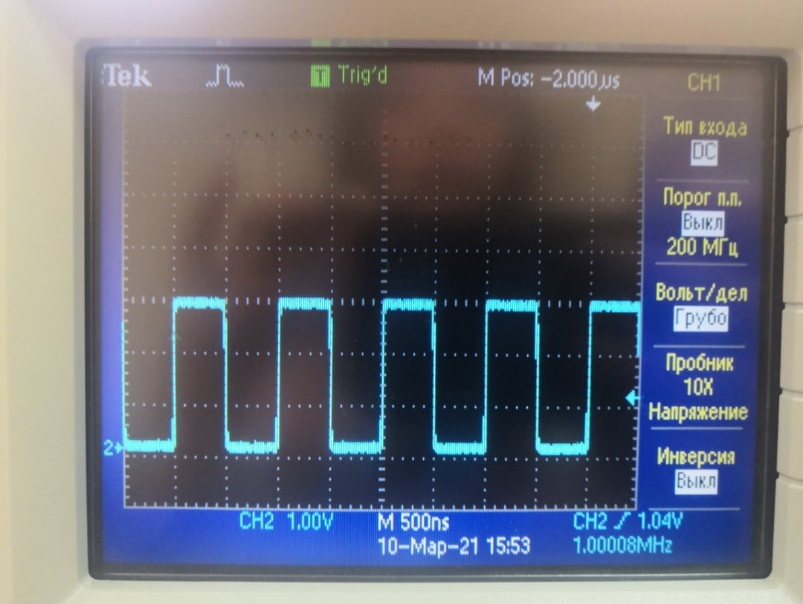 Tek Trig'd M Pos: -2.000µs CH1
Тип входа
DC
Порог п.п.
Выкл
200 МГц
Вольт/дел
Грубо
Пробник
10X
Напряжение
Инверсия
Выкл
2
CH2 1.00V M 500ns CH2 1.04V
10-Мар-21 15:53 1.00008MHz